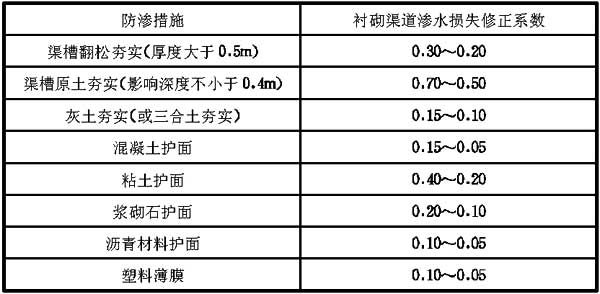 防渗措施 衬砌渠道渗水损失修正系数
渠槽翻松夯实(厚度大于0.5m) 0.30～0.20
渠槽原土夯实(影响深度不小于0.4m) 0.70～0.50
灰土夯实(或三合土夯实) 0.15～0.10
混凝土护面 0.15～0.05
粘土护面 0.40～0.20
浆砌石护面 0.20～0.10
沥青材料护面 0.10～0.05
塑料薄膜 0.10～0.05